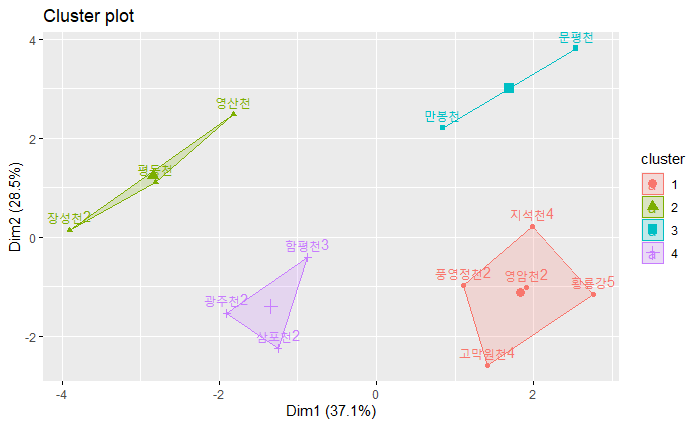 Cluster plot
문평천
만봉천
영산천
평동천
장성천2
지석천4
함평천3
풍영정천2
영암천2
황룡강5
광주천2
삼포천2
고막원천4
4
2
0
-2
-4
-2
0
2
Dim1 (37.1%)
Dim2 (28.5%)
cluster
1
2
3
4